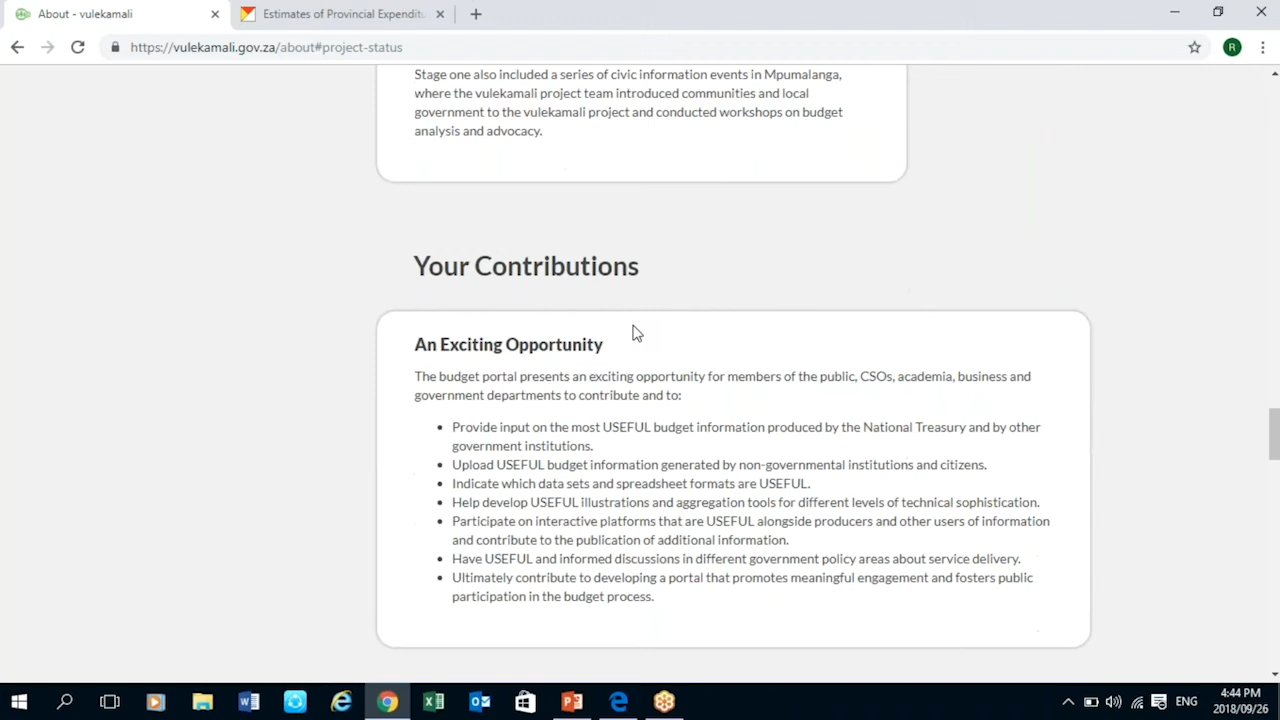 About - vulekamali
Estimates of Provincial Expenditu
https://vulekamali.gov.za/about#project-status
R
Stage one also included a series of civic information events in Mpumalanga,
where the vulekamali project team introduced communities and local
government to the vulekamali project and conducted workshops on budget
analysis and advocacy.
Your Contributions
An Exciting Opportunity
The budget portal presents an exciting opportunity for members of the public, CSOs, academia, business and
government departments to contribute and to:
Provide input on the most USEFUL budget information produced by the National Treasury and by other
government institutions.
Upload USEFUL budget information generated by non-governmental institutions and citizens.
Indicate which data sets and spreadsheet formats are USEFUL.
Help develop USEFUL illustrations and aggregation tools for different levels of technical sophistication.
Participate on interactive platforms that are USEFUL alongside producers and other users of information
and contribute to the publication of additional information.
Have USEFUL and informed discussions in different government policy areas about service delivery.
Ultimately contribute to developing a portal that promotes meaningful engagement and fosters public
participation in the budget process.
ENG
4:44 PM
2018/09/26